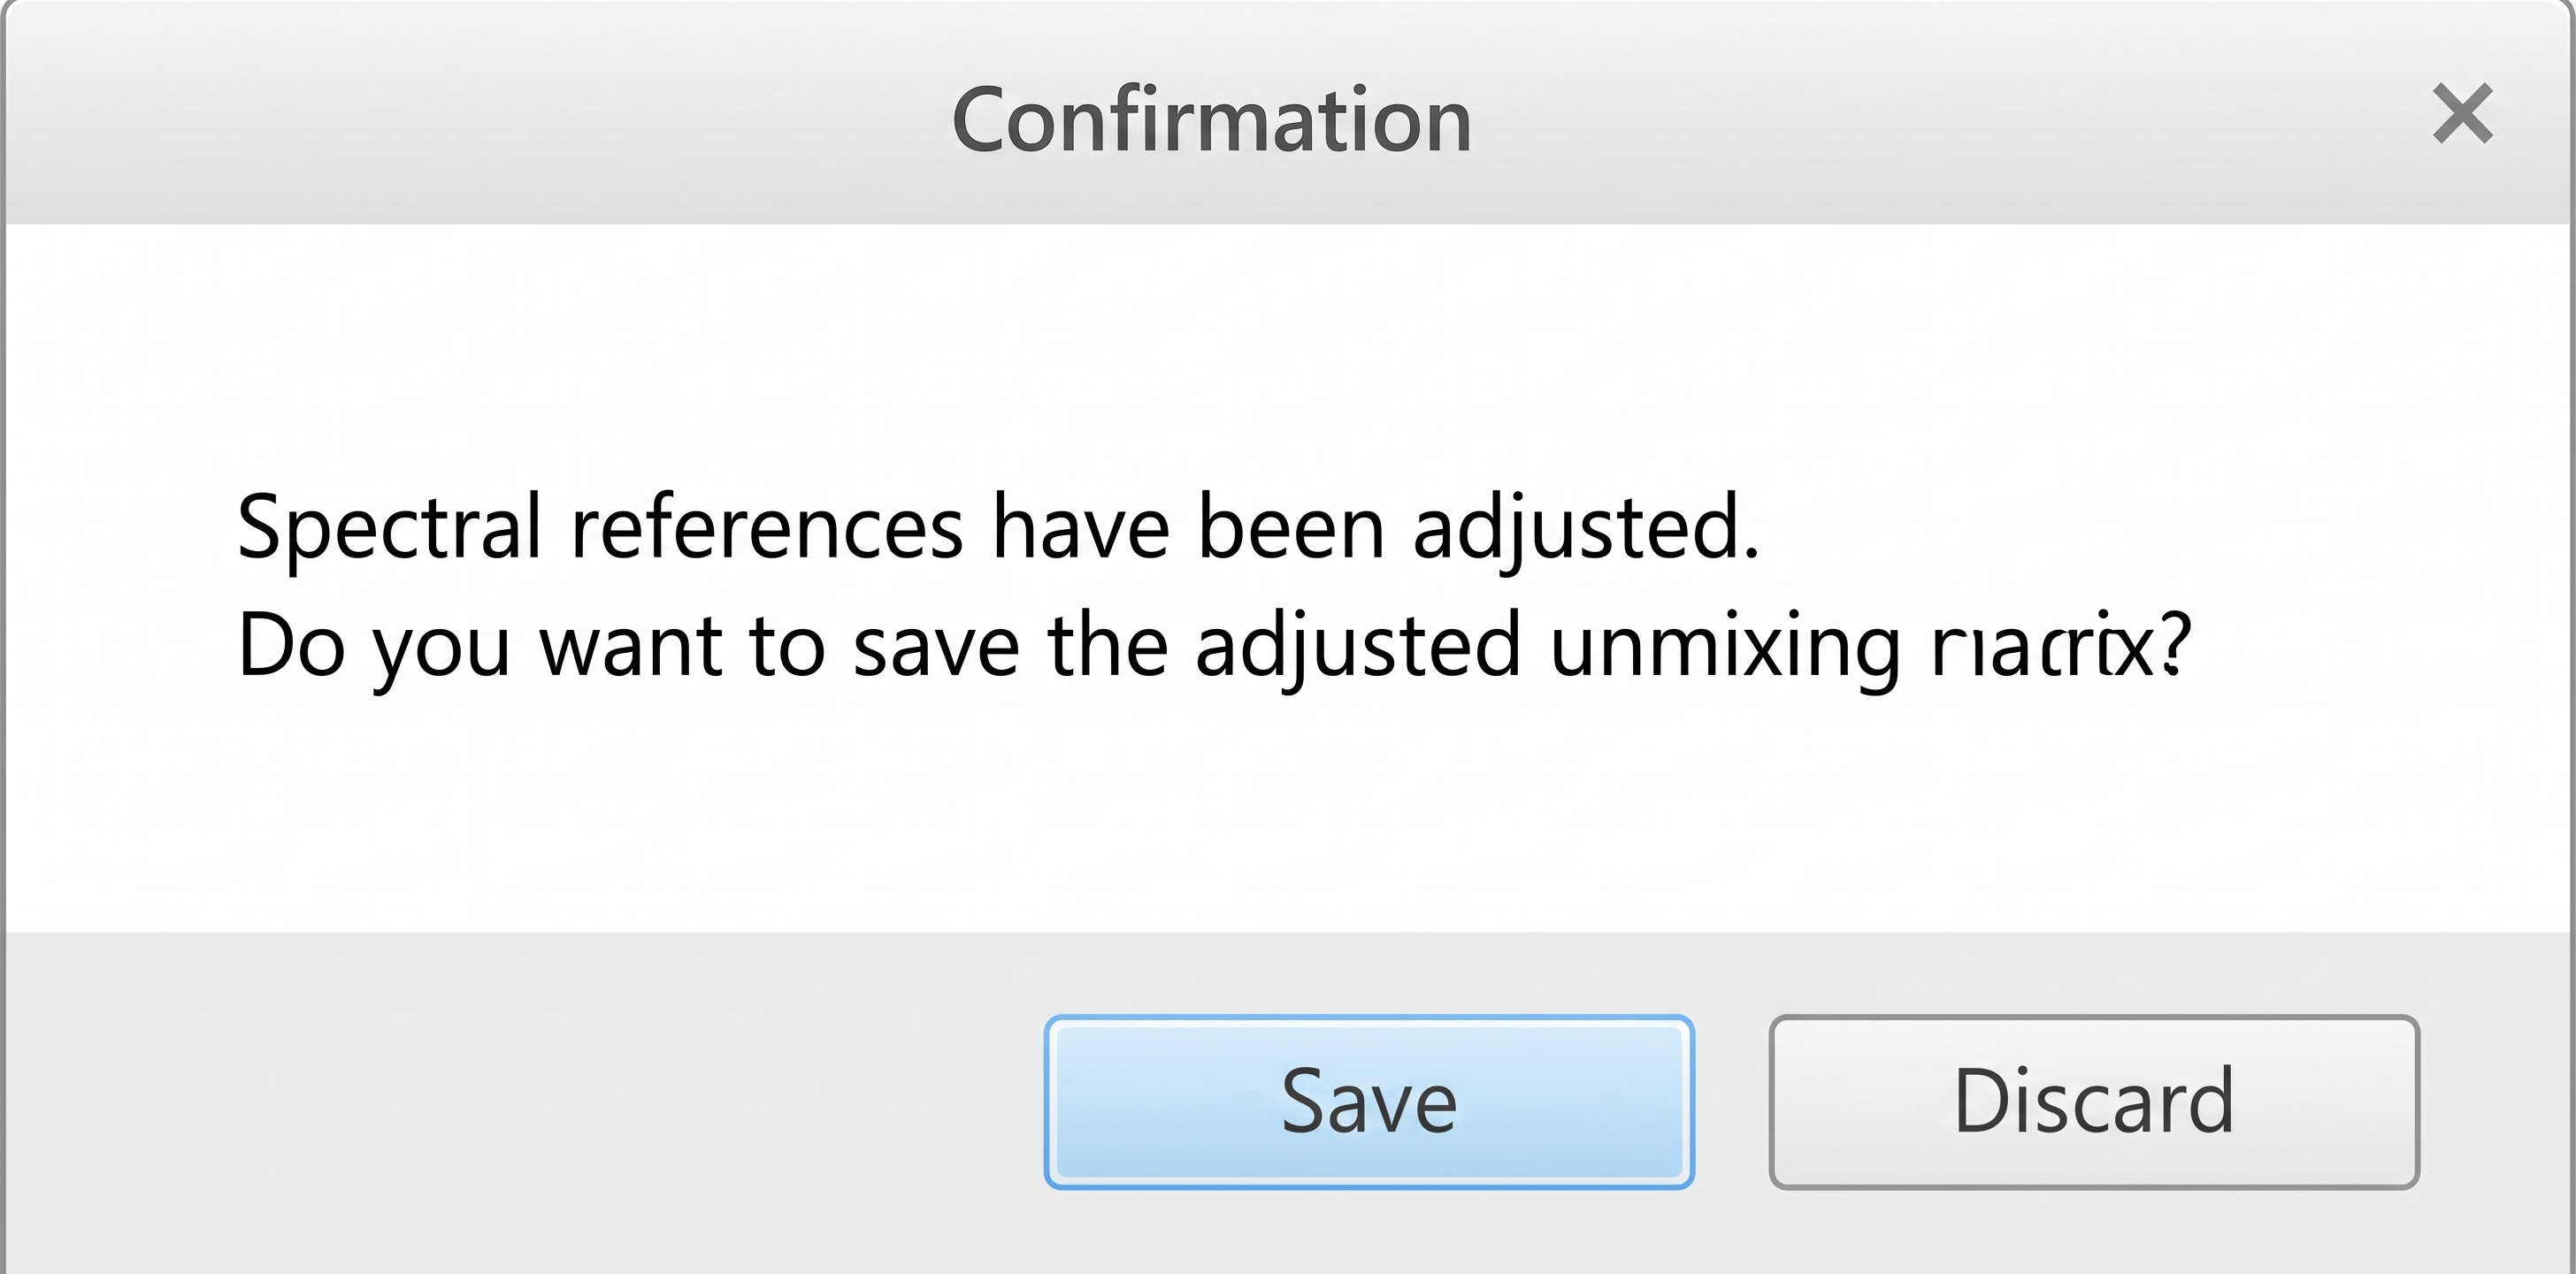 Confirmation
Spectral references have been adjusted.
Do you want to save the adjusted unmixing
Save
Discard